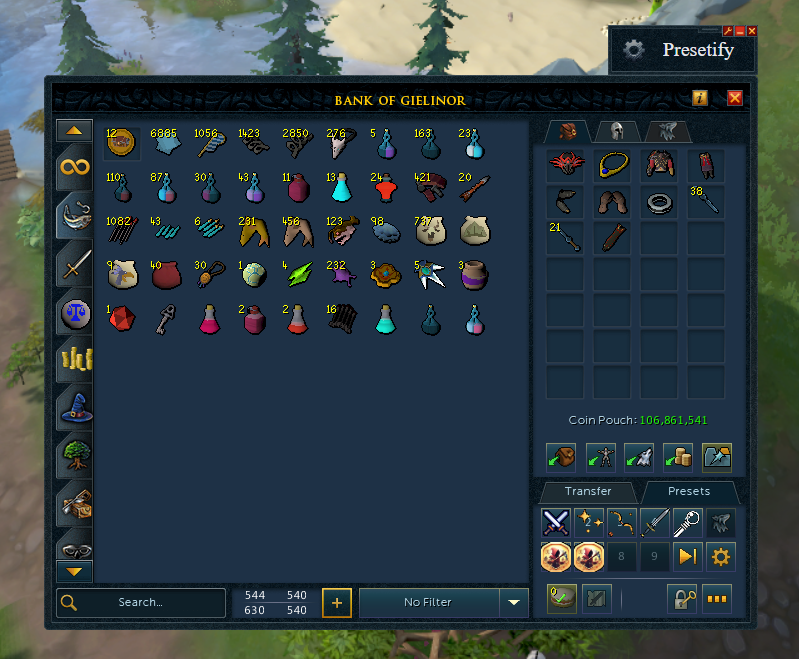 Presetify
BANK OF GIELINOR
12 6885 1056 1423 2850 276 5 163 23
110 87 30 43 11 13 24 421 20
1082 43 6 231 456 123 98 737
9 40 30 1 4 232 3 5 3
1 2 2 16
38
21
Coin Pouch: 106,861,541
Transfer Presets
2
8 9
Search...
544 540
630 540
+
No Filter